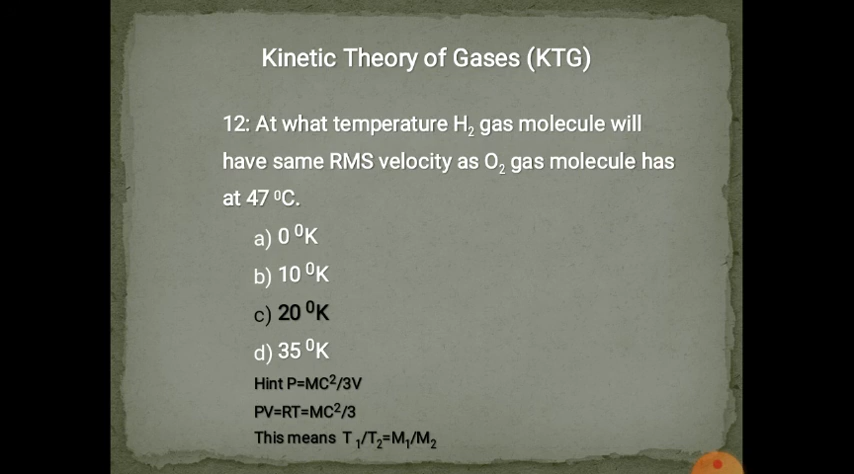 Kinetic Theory of Gases (KTG)
12: At what temperature H₂ gas molecule will
have same RMS velocity as O₂ gas molecule has
at 47 ⁰C.
a) 0 ⁰K
b) 10 ⁰K
c) 20 ⁰K
d) 35 ⁰K
Hint P=MC²/3V
PV=RT=MC²/3
This means T ₁/T₂=M₁/M₂